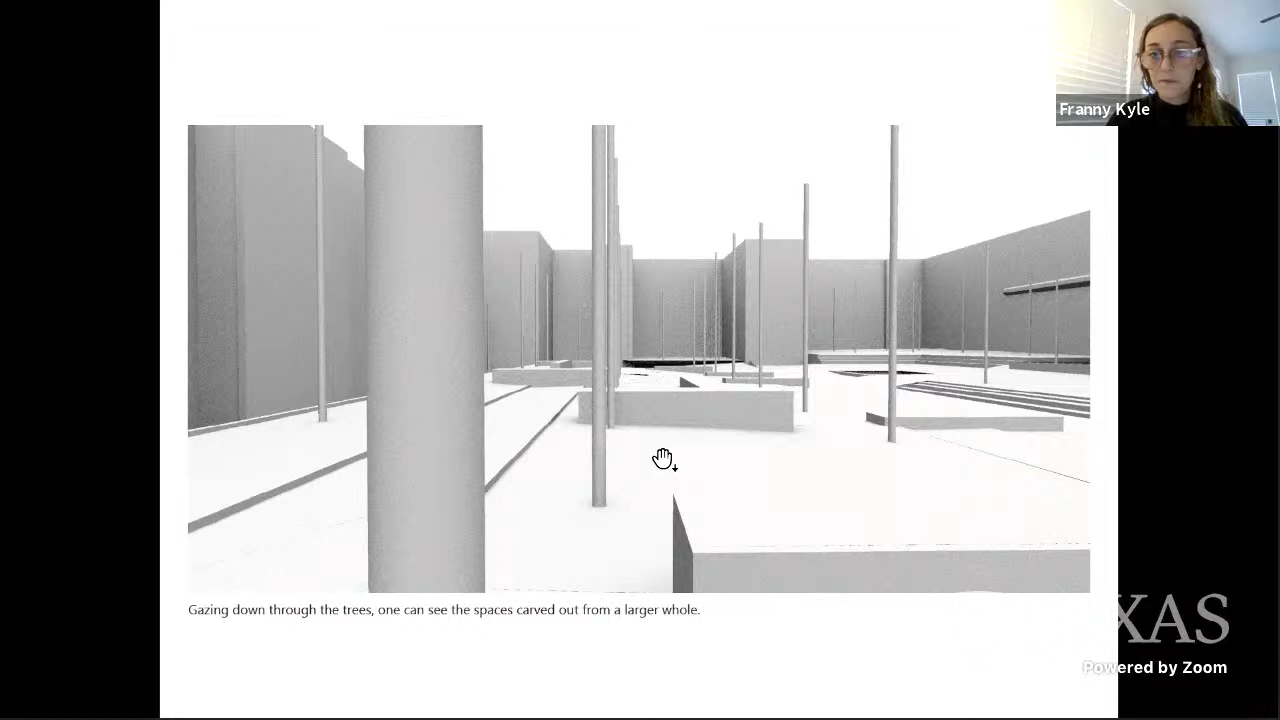 Franny Kyle
Gazing down through the trees, one can see the spaces carved out from a larger whole.
XAS
Powered by Zoom